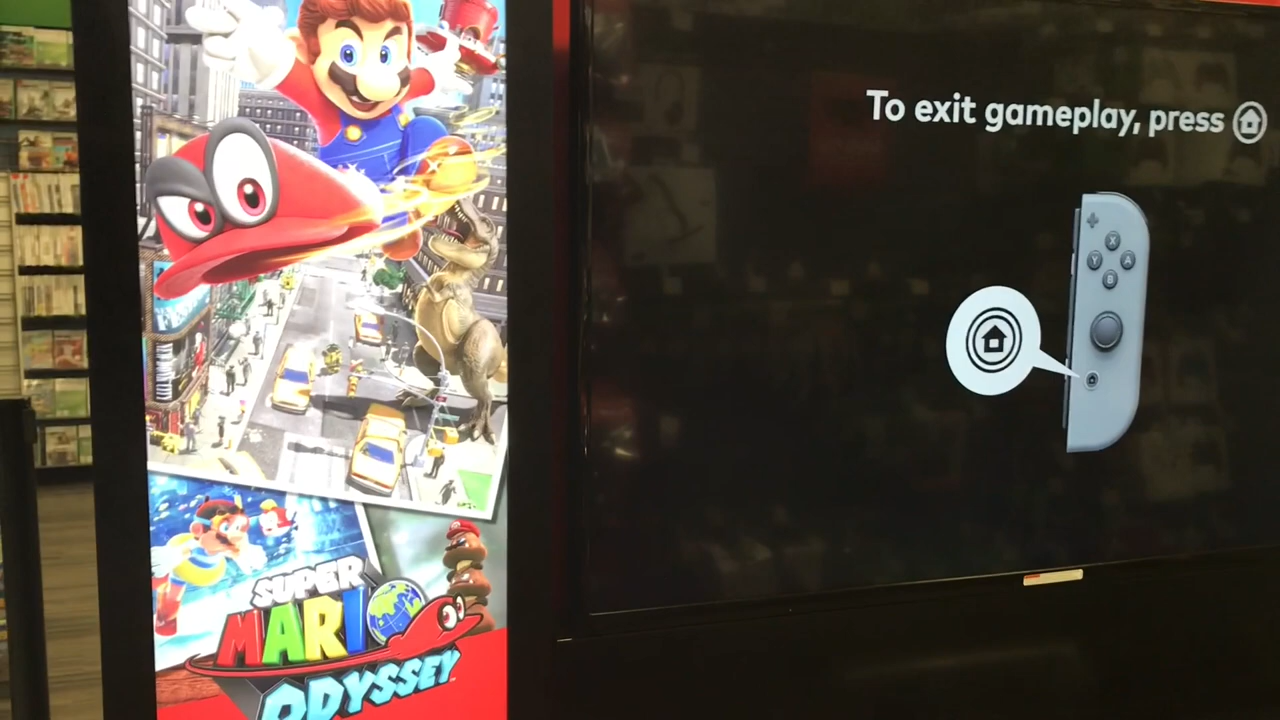 To exit gameplay, press
X
Y
A
B
SUPER
MARIO
ODYSSEY